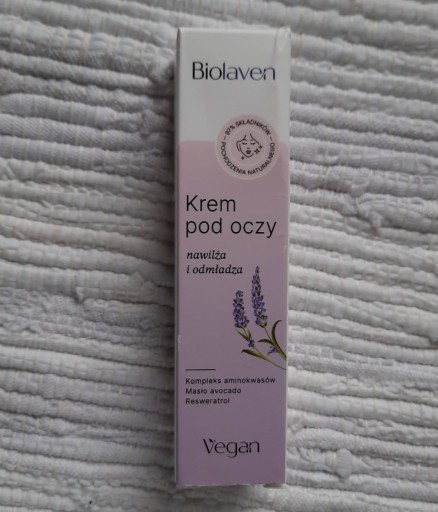 Biolaven
97% SKŁADNIKÓW
POCHODZENIA NATURALNEGO
Krem
pod oczy
nawilża
i odmładza
Kompleks aminokwasów
Masło avocado
Resweratrol
Vegan